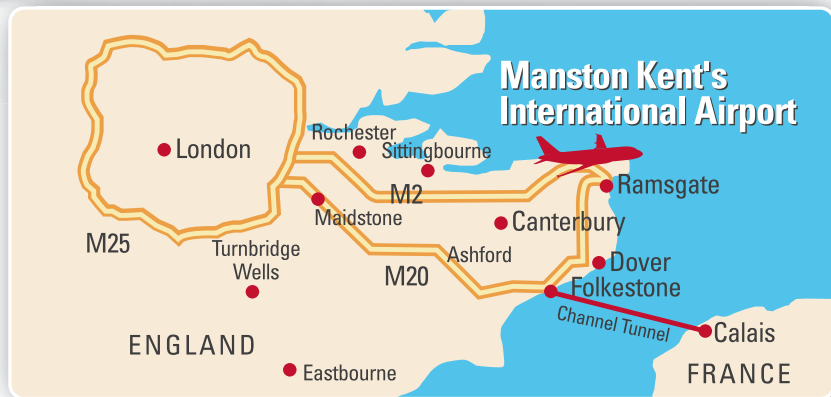 Manston Kent's
International Airport
Rochester
London
Sittingbourne
M2
Ramsgate
Maidstone
Canterbury
M25
Turnbridge
Wells
Ashford
M20
Dover
Folkestone
Channel Tunnel
Calais
ENGLAND
Eastbourne
FRANCE